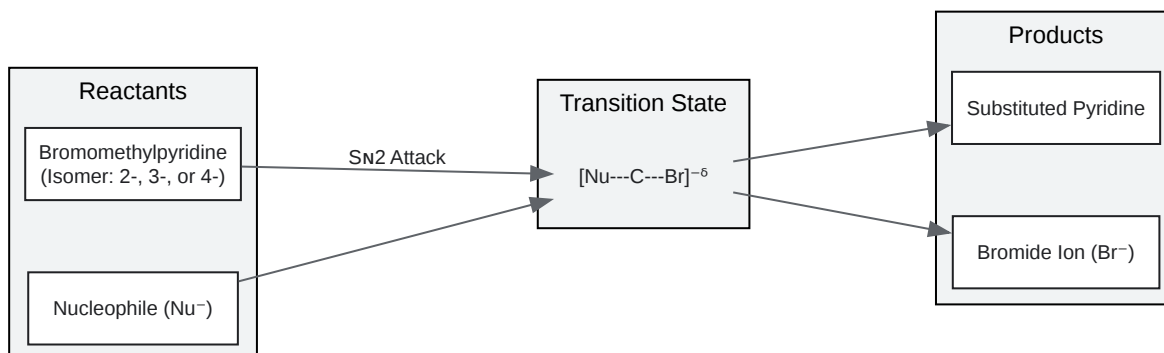 Reactants
Bromomethylpyridine
(Isomer: 2-, 3-, or 4-)
Nucleophile (Nu⁻)
Sɴ2 Attack
Transition State
[Nu---C---Br]⁻ᵟ
Products
Substituted Pyridine
Bromide Ion (Br⁻)